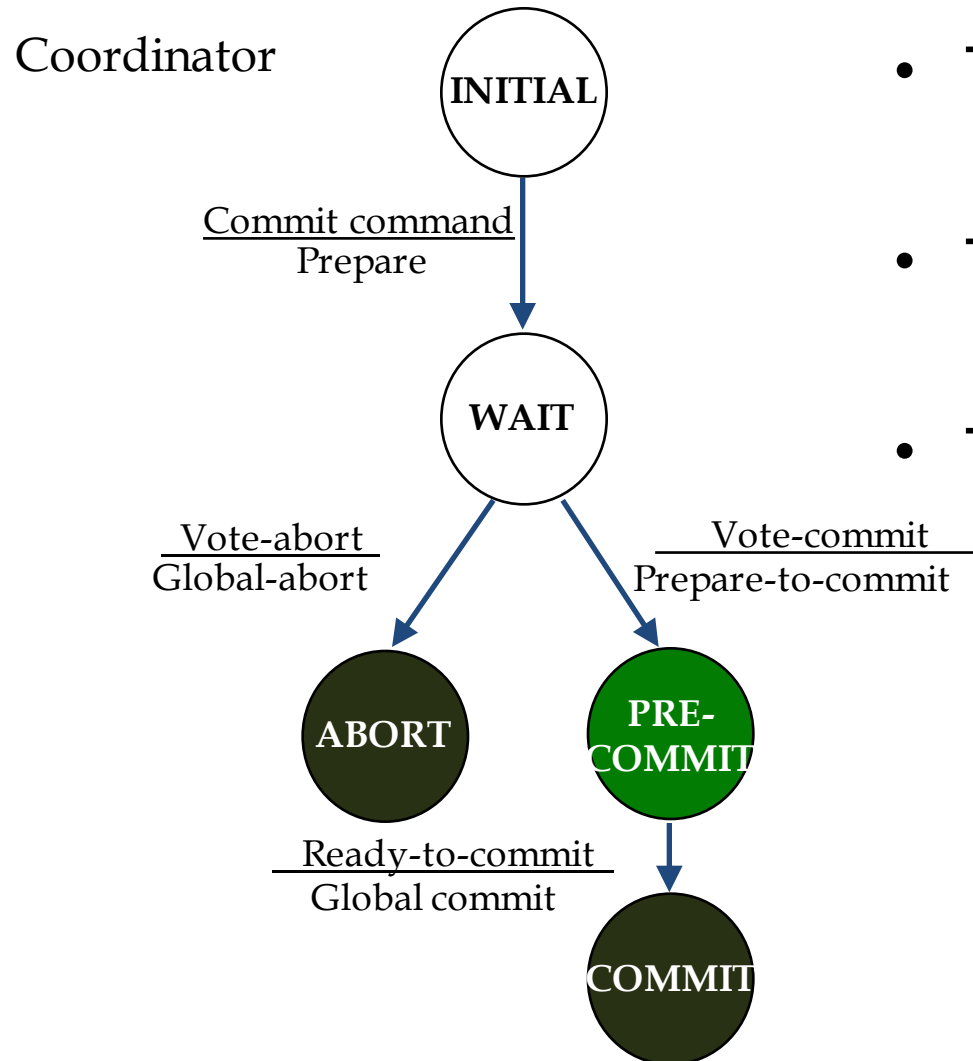 Coordinator
INITIAL
Commit command
Prepare
WAIT
Vote-abort
Global-abort
Vote-commit
Prepare-to-commit
ABORT
PRE-
COMMIT
Ready-to-commit
Global commit
COMMIT